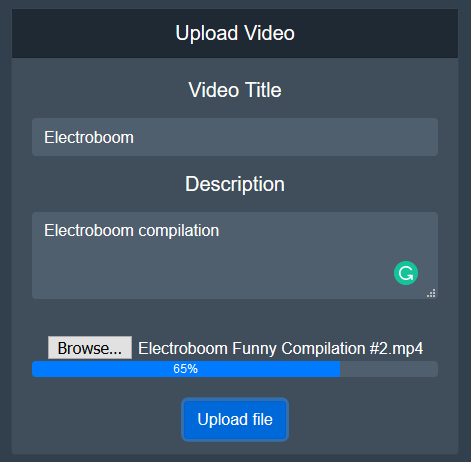 Upload Video
Video Title
Electroboom
Description
Electroboom compilation
Browse... Electroboom Funny Compilation #2.mp4
65%
Upload file